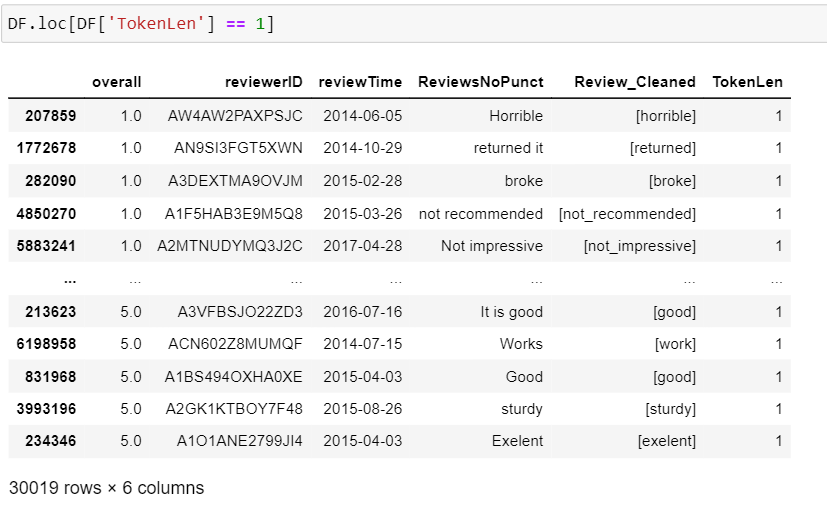 DF.loc[DF['TokenLen'] == 1]
overall reviewerID reviewTime ReviewsNoPunct Review_Cleaned TokenLen
207859 1.0 AW4AW2PAXPSJC 2014-06-05 Horrible [horrible] 1
1772678 1.0 AN9SI3FGT5XWN 2014-10-29 returned it [returned] 1
282090 1.0 A3DEXTMA9OVJM 2015-02-28 broke [broke] 1
4850270 1.0 A1F5HAB3E9M5Q8 2015-03-26 not recommended [not_recommended] 1
5883241 1.0 A2MTNUDYMQ3J2C 2017-04-28 Not impressive [not_impressive] 1
... ... ... ... ... ... ...
213623 5.0 A3VFBSJO22ZD3 2016-07-16 It is good [good] 1
6198958 5.0 ACN602Z8MUMQF 2014-07-15 Works [work] 1
831968 5.0 A1BS494OXHA0XE 2015-04-03 Good [good] 1
3993196 5.0 A2GK1KTBOY7F48 2015-08-26 sturdy [sturdy] 1
234346 5.0 A1O1ANE2799JI4 2015-04-03 Exelent [exelent] 1
30019 rows × 6 columns